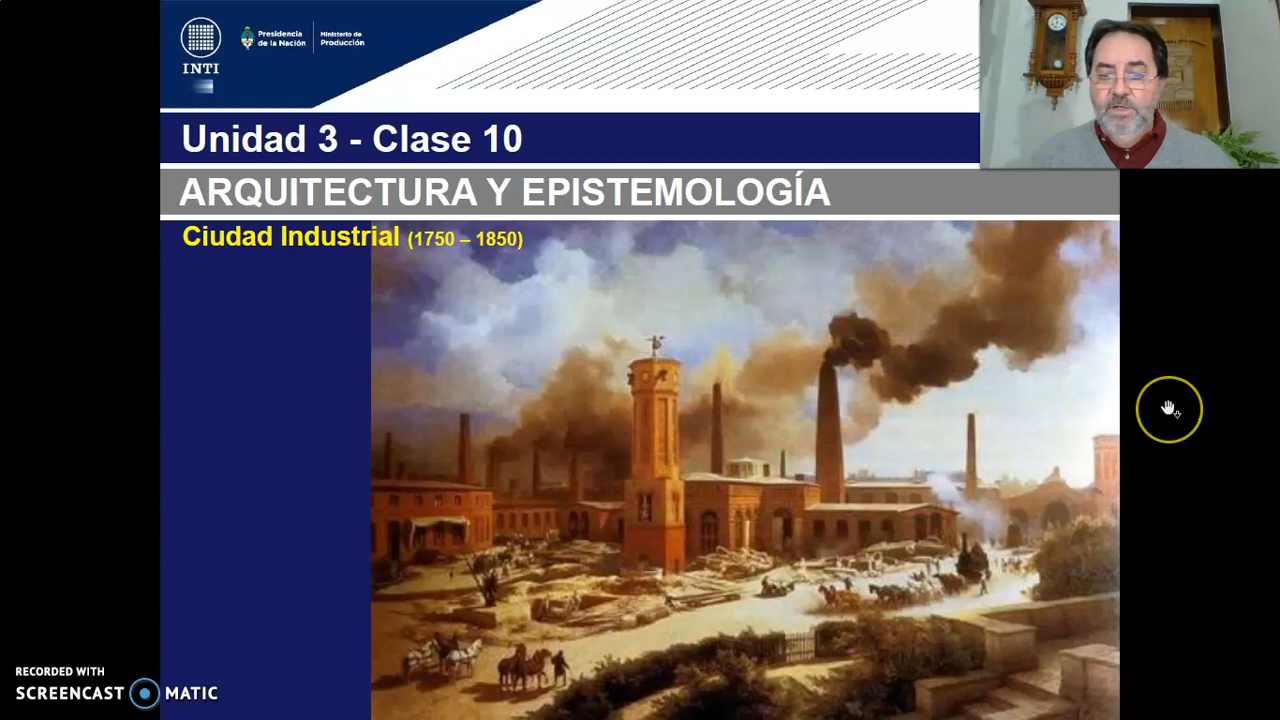 INTI
Presidencia
de la Nación
Ministerio de
Producción
Unidad 3 - Clase 10
ARQUITECTURA Y EPISTEMOLOGÍA
Ciudad Industrial (1750 – 1850)
RECORDED WITH
SCREENCAST MATIC